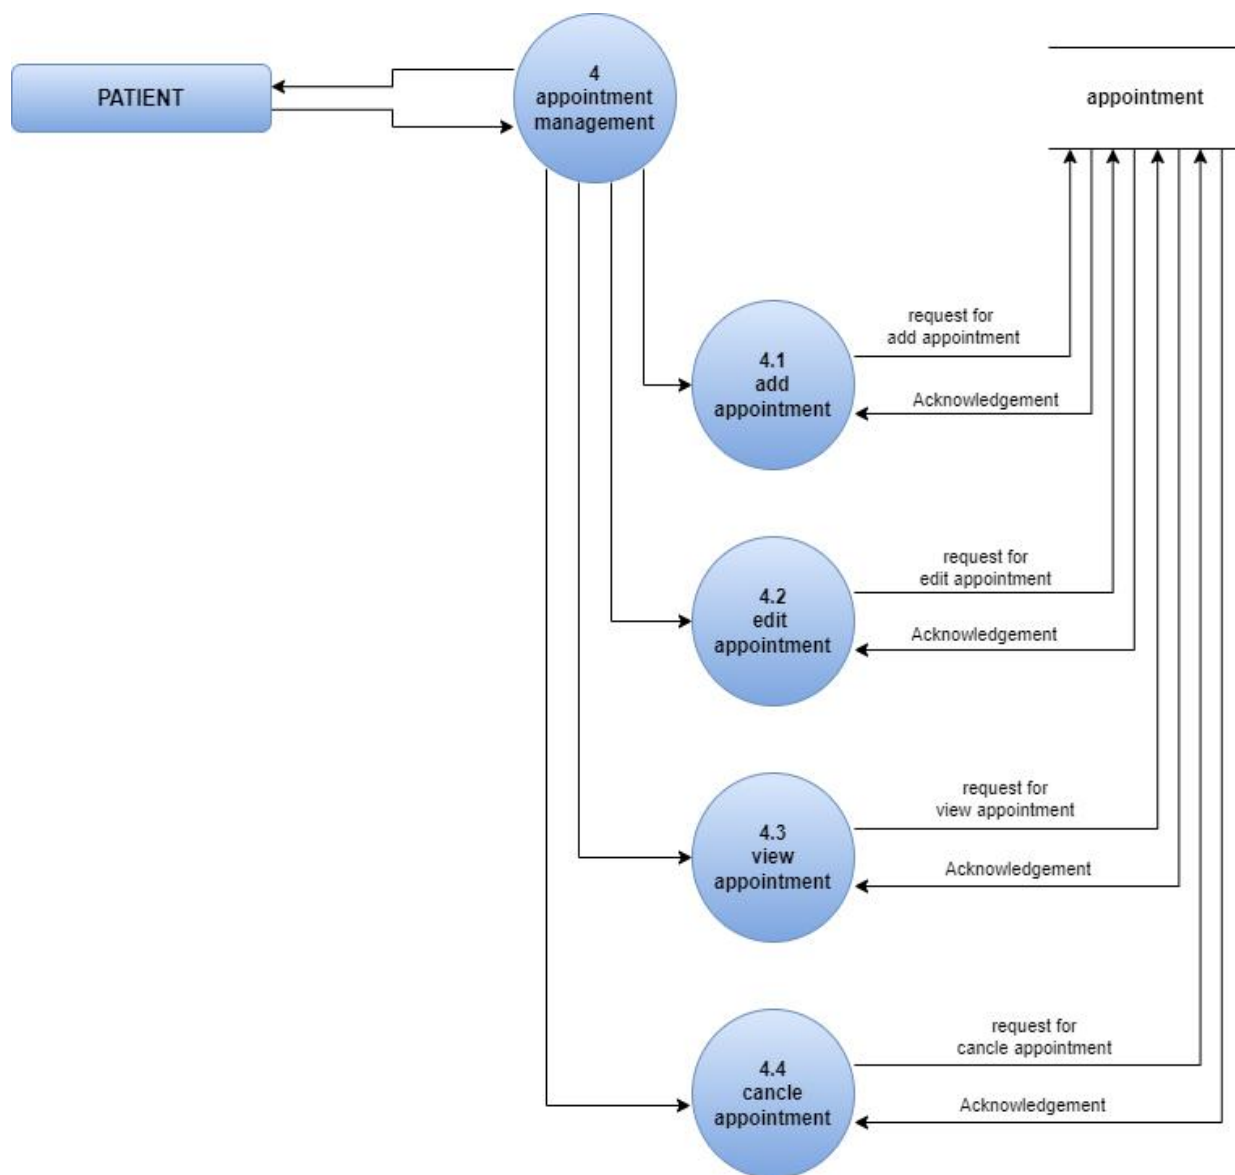 PATIENT
4
appointment
management
appointment
request for
add appointment
4.1
add
appointment
Acknowledgement
request for
edit appointment
4.2
edit
appointment
Acknowledgement
request for
view appointment
4.3
view
appointment
Acknowledgement
request for
cancle appointment
4.4
cancle
appointment
Acknowledgement